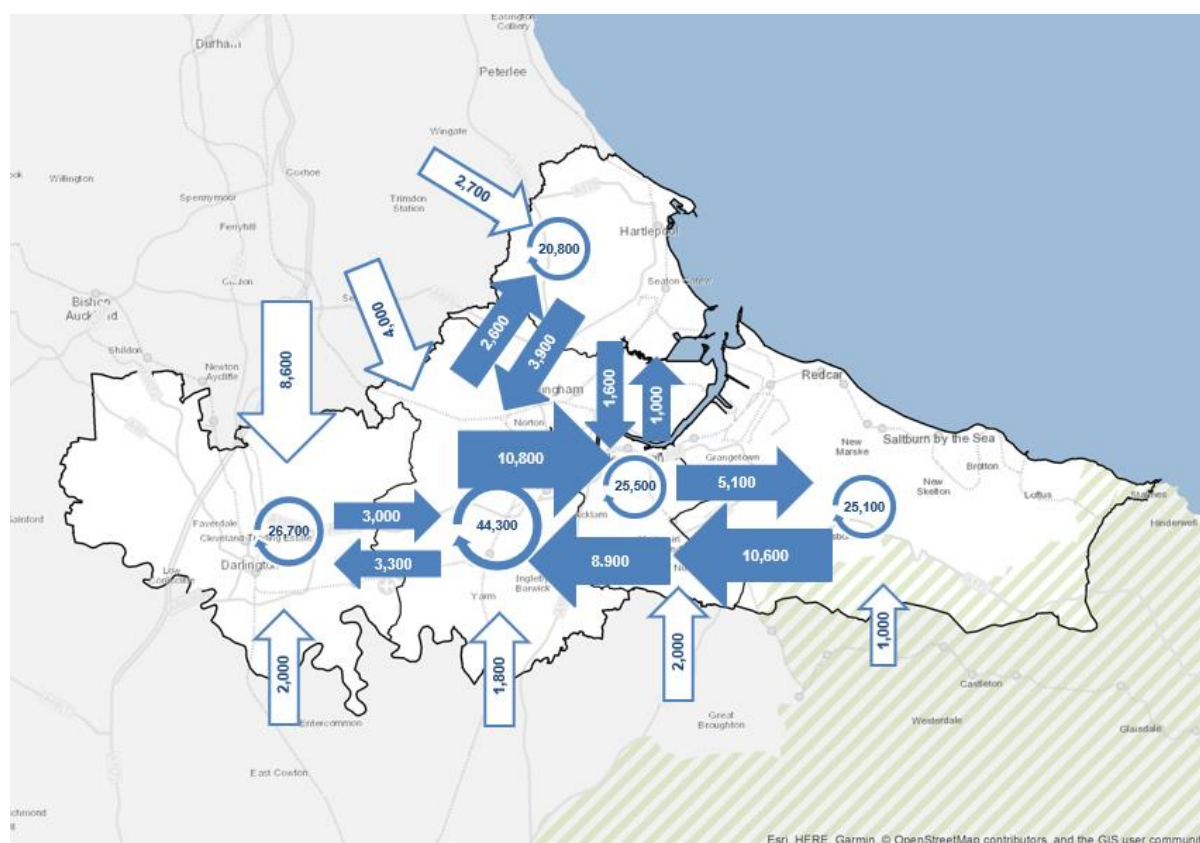 Easington
Colliery
Durham
Peterlee
Wingate
Willington
Coxhoe
Spennymoor
Trimdon
Station
2,700
Ferryhill
20,800
Hartlepool
Seaton Carew
Bishop
Auckland
4,000
Shildon
Newton
Aycliffe
8,600
2,600
3,900
1,600
1,000
Redcar
Norton
10,800
Grangetown
New
Marske
Saltburn by the Sea
Brotton
New
Skelton
Loftus
Staithes
Hinderwell
25,500
5,100
25,100
Acklam
3,000
44,300
26,700
Faverdale
Cleveland Trading Estate
Darlington
3,300
8.900
10,600
Ingleby
Barwick
Yarm
2,000
1,800
2,000
1,000
Castleton
Great
Broughton
Westerdale
Glaisdale
Entercommon
East Cowton
Esri, HERE, Garmin, © OpenStreetMap contributors, and the GIS user communit